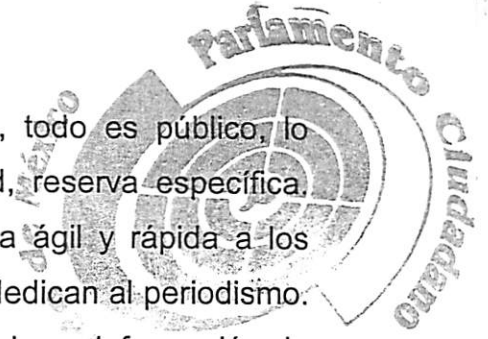 Parlamento Ciudadano
de México
, todo es público, lo
d, reserva específica.
a ágil y rápida a los
dedican al periodismo.